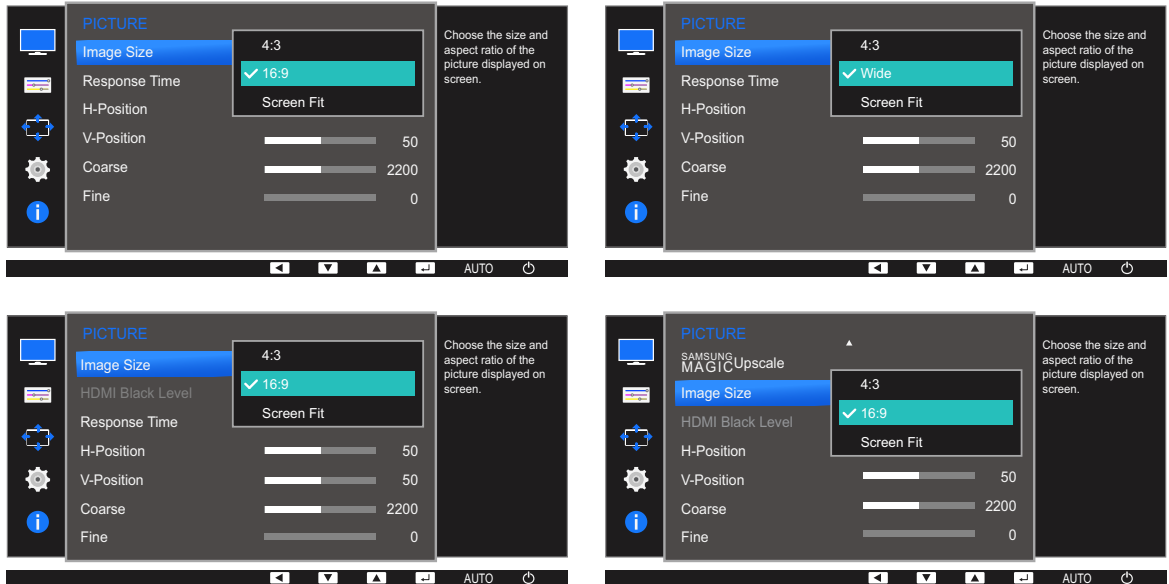 PICTURE
Image Size
4:3
Response Time
16:9
H-Position
Screen Fit
V-Position
50
Coarse
2200
Fine
0
Choose the size and
aspect ratio of the
picture displayed on
screen.
AUTO
PICTURE
Image Size
4:3
Response Time
Wide
H-Position
Screen Fit
V-Position
50
Coarse
2200
Fine
0
Choose the size and
aspect ratio of the
picture displayed on
screen.
AUTO
PICTURE
Image Size
4:3
HDMI Black Level
16:9
Response Time
Screen Fit
H-Position
50
V-Position
50
Coarse
2200
Fine
0
Choose the size and
aspect ratio of the
picture displayed on
screen.
AUTO
PICTURE
SAMSUNG
MAGICUpscale
Image Size
4:3
16:9
HDMI Black Level
Screen Fit
H-Position
V-Position
50
Coarse
2200
Fine
0
Choose the size and
aspect ratio of the
picture displayed on
screen.
AUTO